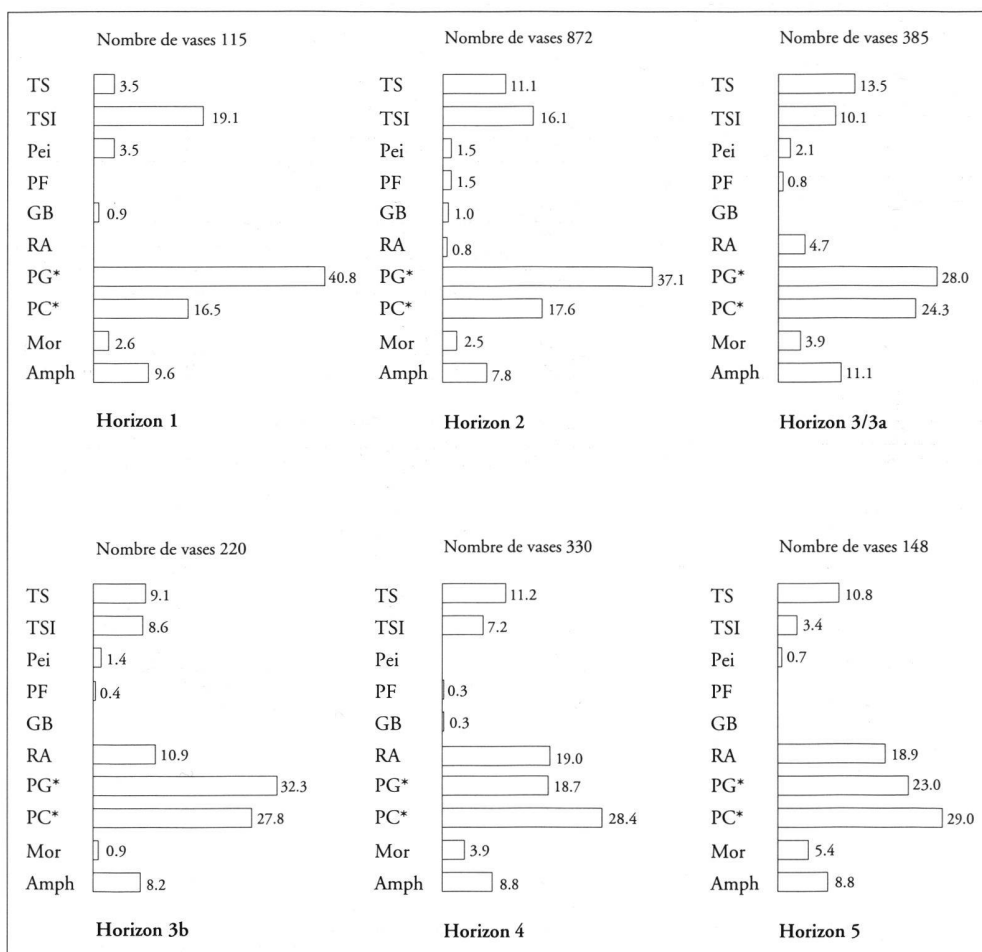 Nombre de vases 115
TS 3.5
TSI 19.1
Pei 3.5
PF
GB 0.9
RA
PG* 40.8
PC* 16.5
Mor 2.6
Amph 9.6
Horizon 1
Nombre de vases 872
TS 11.1
TSI 16.1
Pei 1.5
PF 1.5
GB 1.0
RA 0.8
PG* 37.1
PC* 17.6
Mor 2.5
Amph 7.8
Horizon 2
Nombre de vases 385
TS 13.5
TSI 10.1
Pei 2.1
PF 0.8
GB
RA 4.7
PG* 28.0
PC* 24.3
Mor 3.9
Amph 11.1
Horizon 3/3a
Nombre de vases 220
TS 9.1
TSI 8.6
Pei 1.4
PF 0.4
GB
RA 10.9
PG* 32.3
PC* 27.8
Mor 0.9
Amph 8.2
Horizon 3b
Nombre de vases 330
TS 11.2
TSI 7.2
Pei
PF 0.3
GB 0.3
RA 19.0
PG* 18.7
PC* 28.4
Mor 3.9
Amph 8.8
Horizon 4
Nombre de vases 148
TS 10.8
TSI 3.4
Pei 0.7
PF
GB
RA 18.9
PG* 23.0
PC* 29.0
Mor 5.4
Amph 8.8
Horizon 5